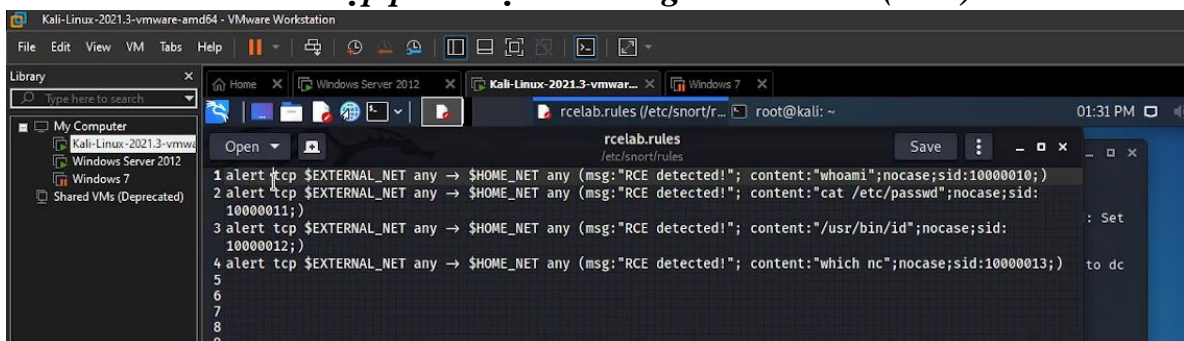 Kali-Linux-2021.3-vmware-amd64 - VMware Workstation
File Edit View VM Tabs Help
Library
Type here to search
My Computer
Kali-Linux-2021.3-vmwa
Windows Server 2012
Windows 7
Shared VMs (Deprecated)
Home Windows Server 2012 Kali-Linux-2021.3-vmwar... Windows 7
rcelab.rules (/etc/snort/r... root@kali: ~ 01:31 PM
Open rcelab.rules Save
/etc/snort/rules
1 alert tcp $EXTERNAL_NET any → $HOME_NET any (msg:"RCE detected!"; content:"whoami";nocase;sid:10000010;)
2 alert tcp $EXTERNAL_NET any → $HOME_NET any (msg:"RCE detected!"; content:"cat /etc/passwd";nocase;sid:
10000011;)
: Set
3 alert tcp $EXTERNAL_NET any → $HOME_NET any (msg:"RCE detected!"; content:"/usr/bin/id";nocase;sid:
10000012;)
4 alert tcp $EXTERNAL_NET any → $HOME_NET any (msg:"RCE detected!"; content:"which nc";nocase;sid:10000013;)
to dc
5
6
7
8